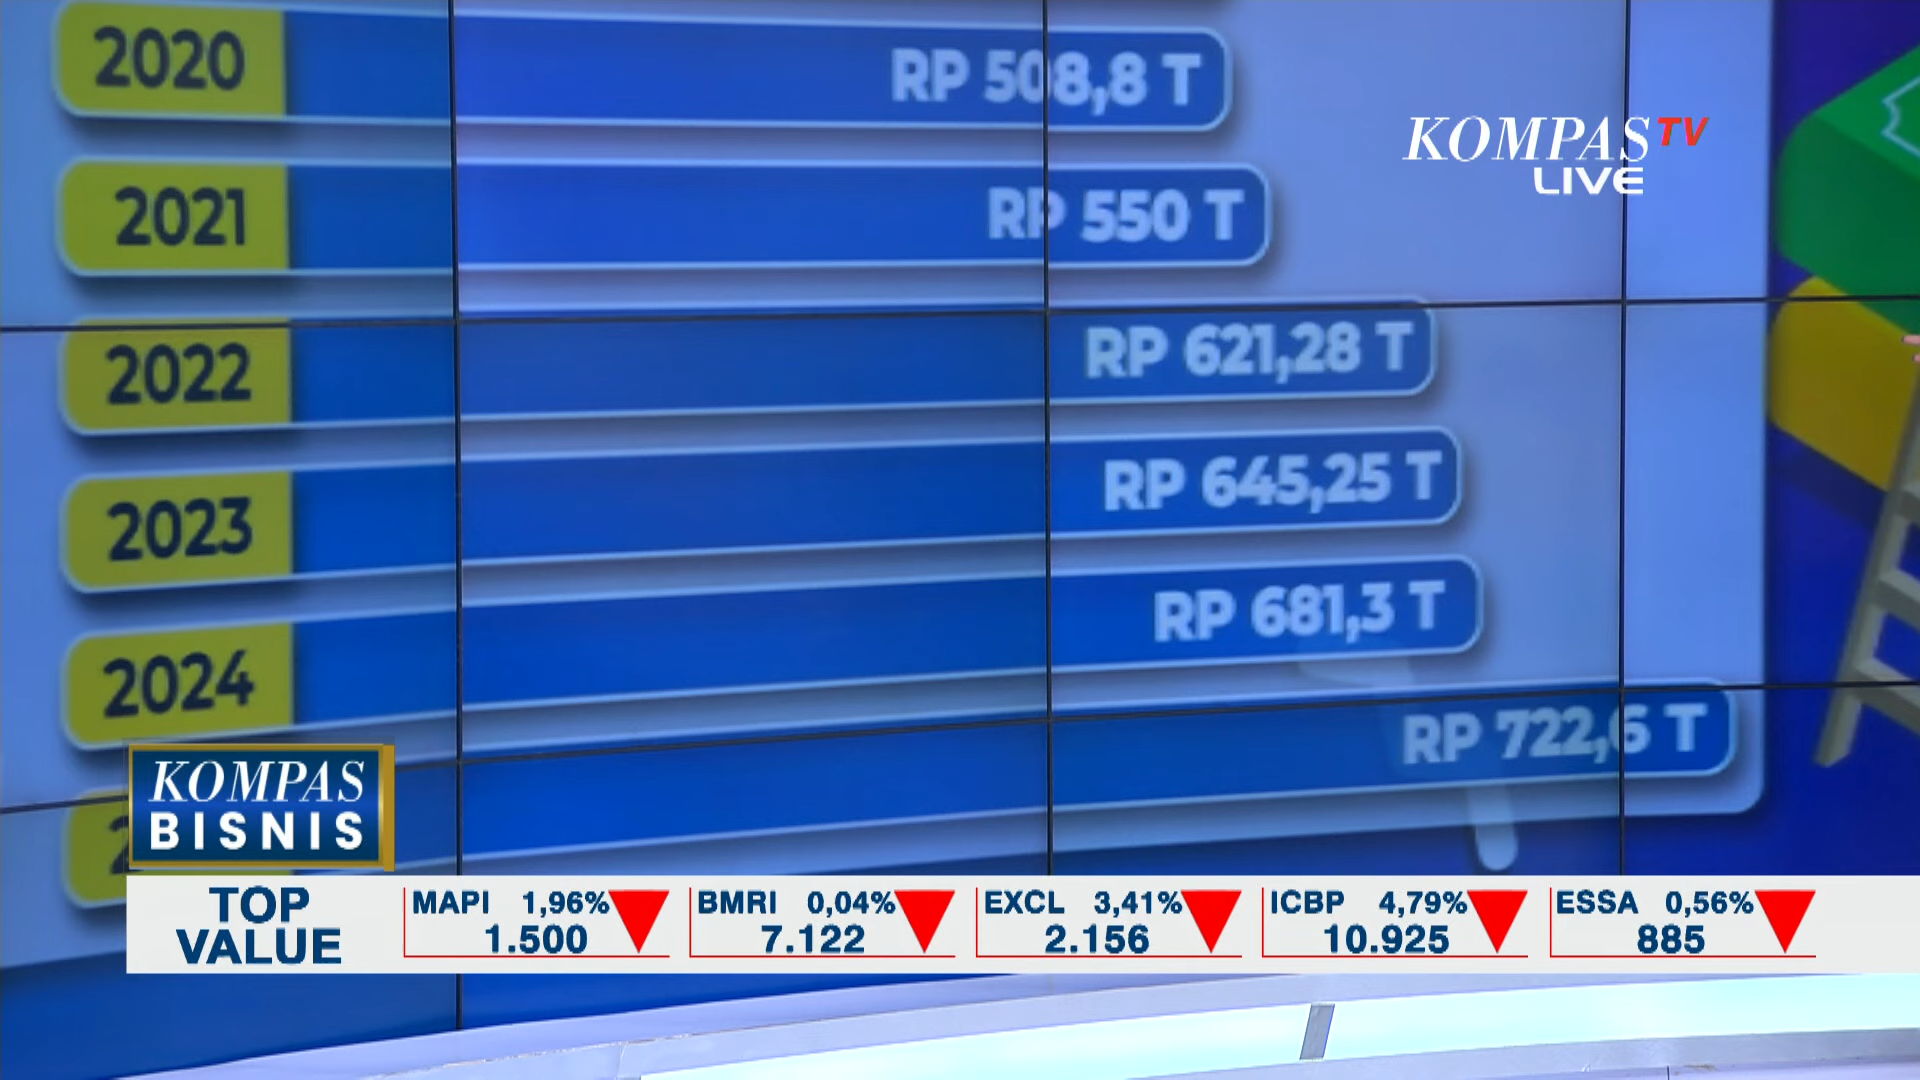 2020 RP 508,8 T
KOMPAS TV
LIVE
2021 RP 550 T
2022 RP 621,28 T
2023 RP 645,25 T
2024 RP 681,3 T
RP 722,6 T
KOMPAS
BISNIS
TOP
VALUE
MAPI 1,96%
1.500
BMRI 0,04%
7.122
EXCL 3,41%
2.156
ICBP 4,79%
10.925
ESSA 0,56%
885